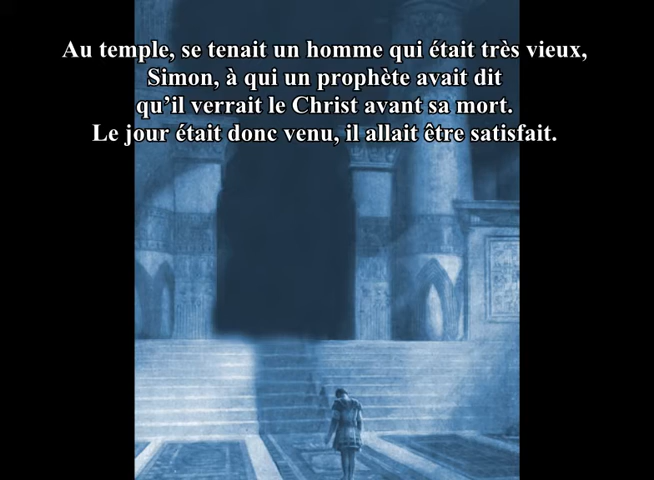 Au temple, se tenait un homme qui était très vieux,
Simon, à qui un prophète avait dit
qu’il verrait le Christ avant sa mort.
Le jour était donc venu, il allait être satisfait.